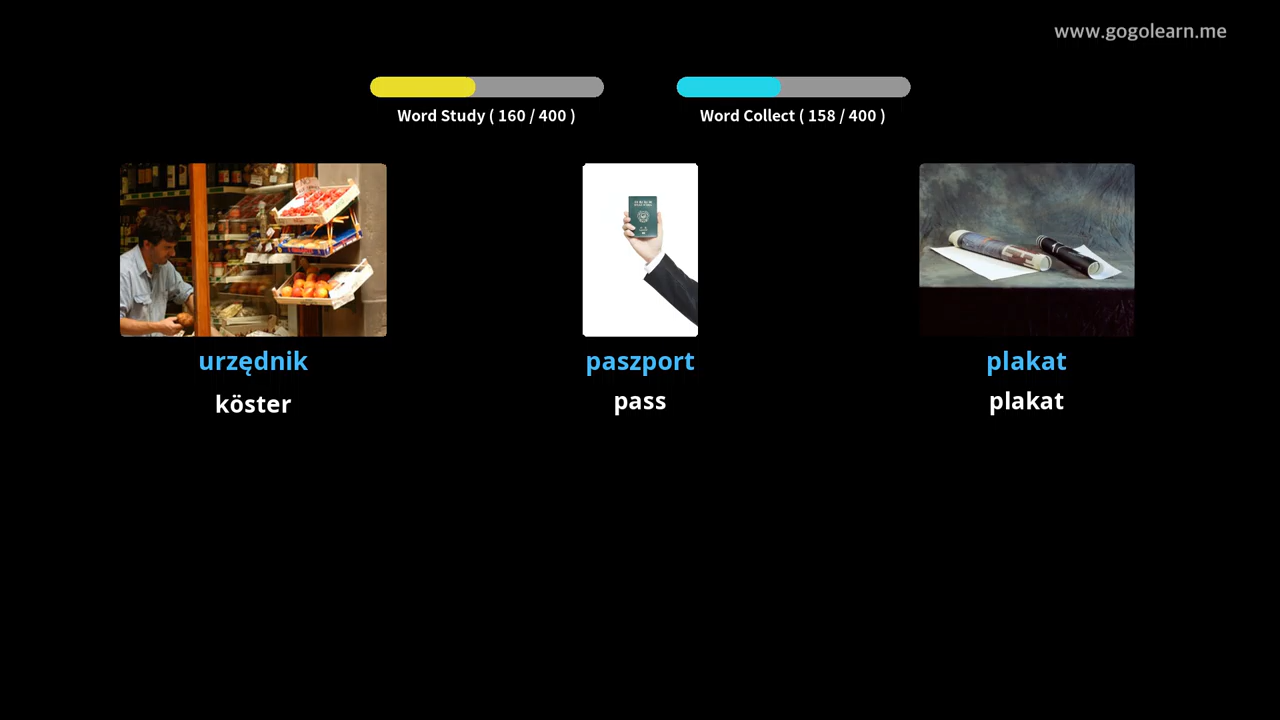 www.gogolearn.me
Word Study ( 160 / 400 )
Word Collect ( 158 / 400 )
urzędnik
paszport
plakat
köster
pass
plakat